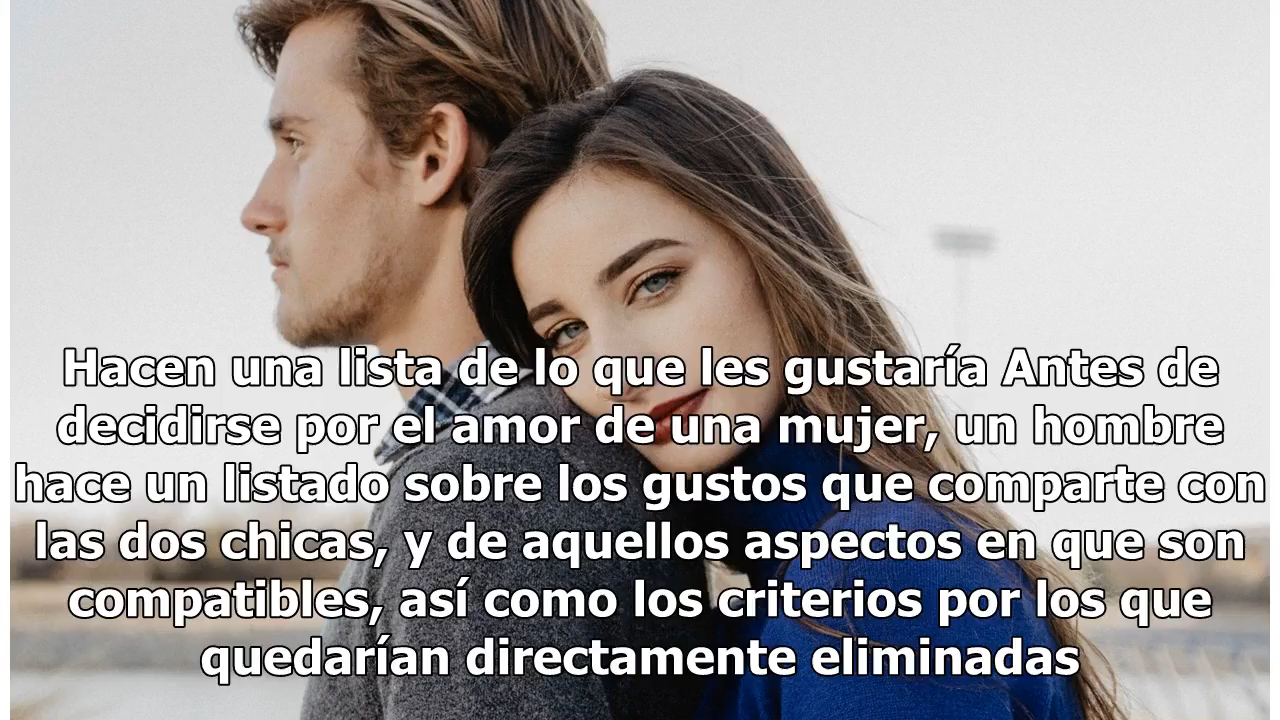 Hacen una lista de lo que les gustaría Antes de
decidirse por el amor de una mujer, un hombre
hace un listado sobre los gustos que comparte con
las dos chicas, y de aquellos aspectos en que son
compatibles, así como los criterios por los que
quedarían directamente eliminadas